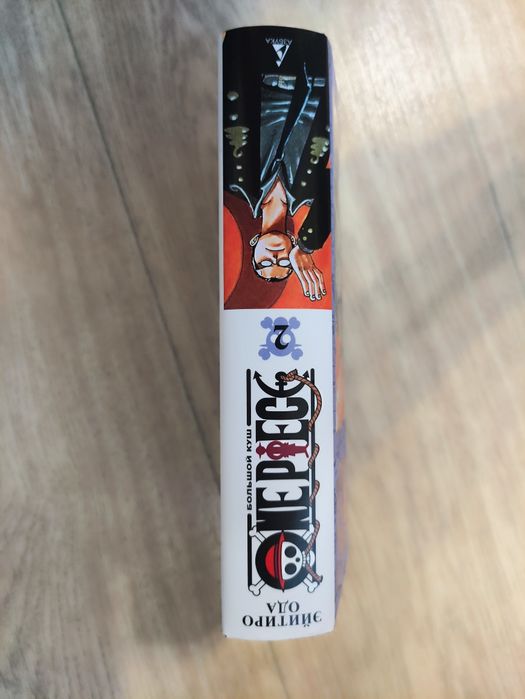 ЭЙИТИРО
ОДА
БОЛЬШОЙ КУШ
ONE PIECE
2
АЗБУКА